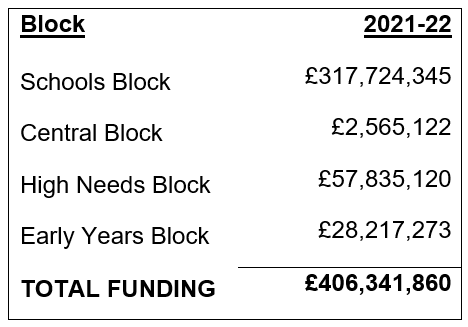 Block 2021-22
Schools Block £317,724,345
Central Block £2,565,122
High Needs Block £57,835,120
Early Years Block £28,217,273
TOTAL FUNDING £406,341,860